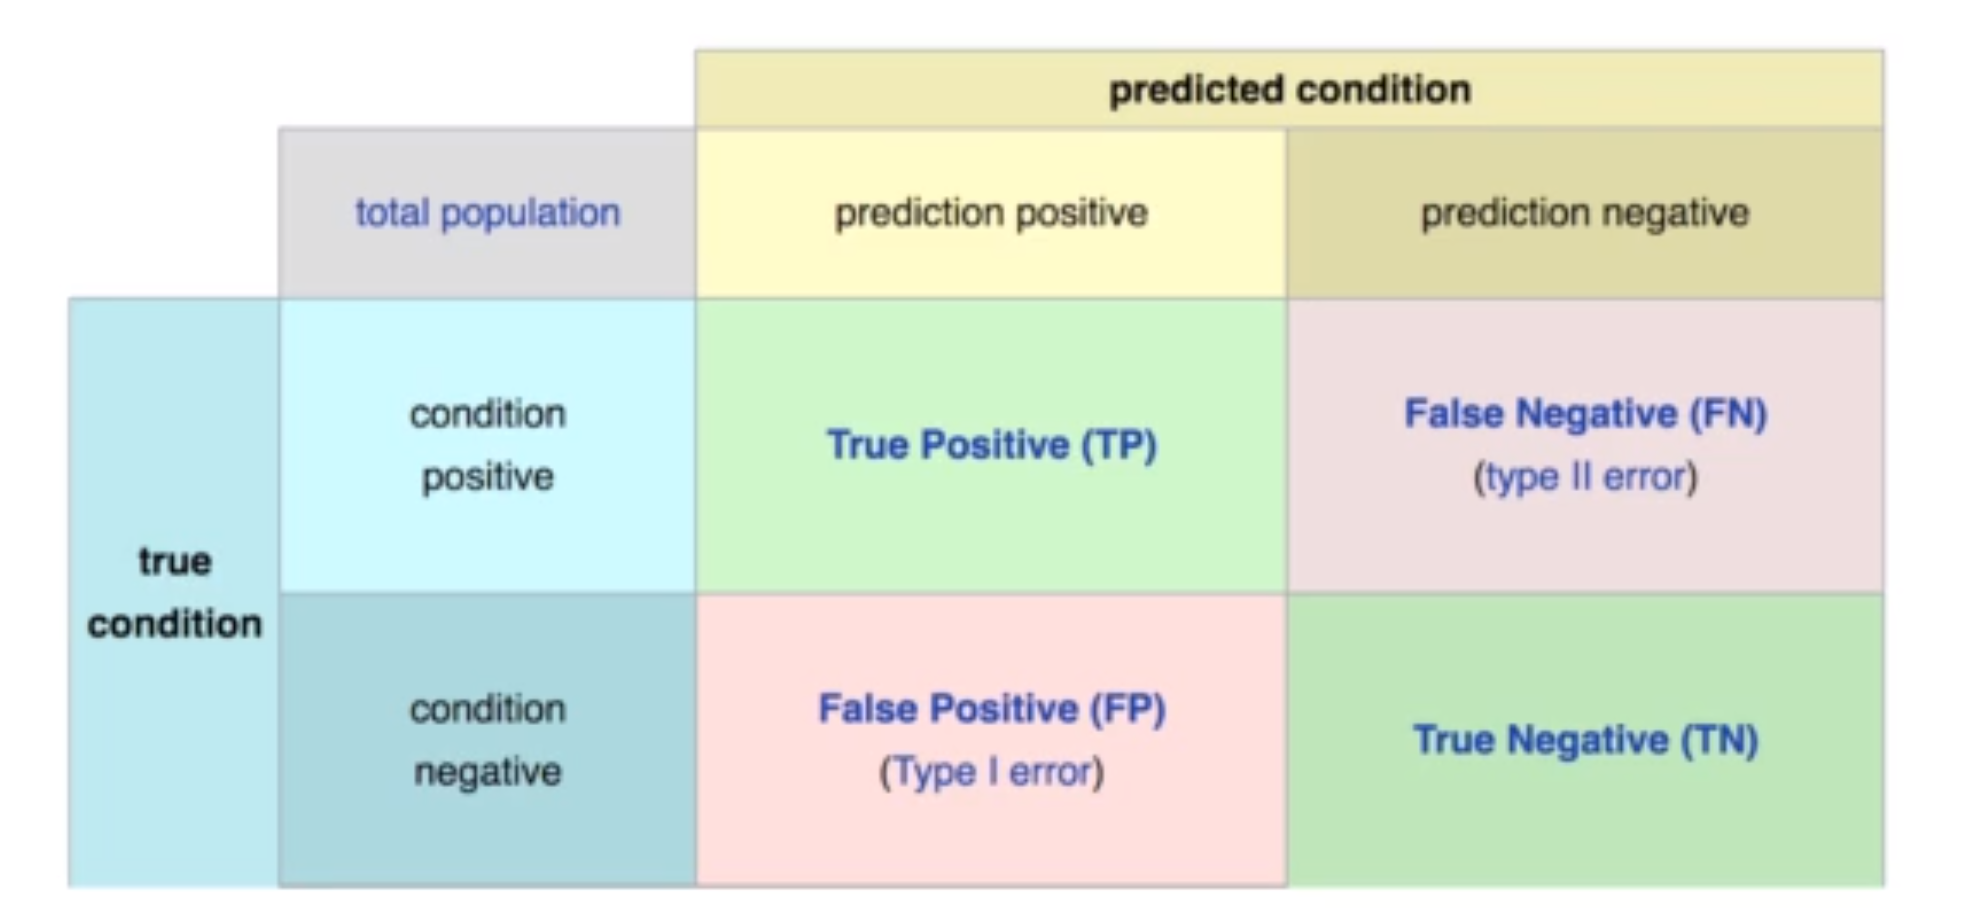 predicted condition
total population
prediction positive
prediction negative
true
condition
condition
positive
True Positive (TP)
False Negative (FN)
(type II error)
condition
negative
False Positive (FP)
(Type I error)
True Negative (TN)